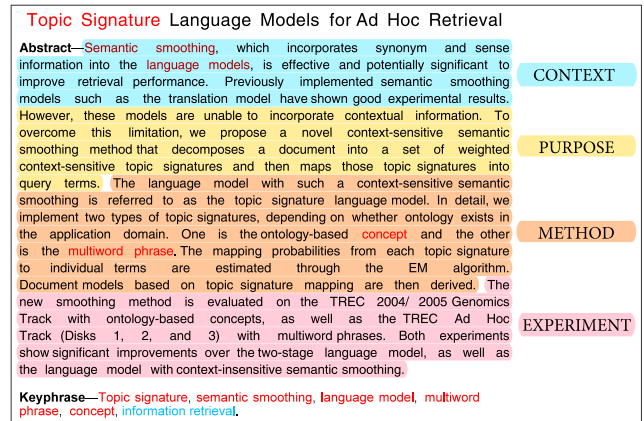 Topic Signature Language Models for Ad Hoc Retrieval
Abstract—Semantic smoothing, which incorporates synonym and sense
information into the language models, is effective and potentially significant to
improve retrieval performance. Previously implemented semantic smoothing
models such as the translation model have shown good experimental results.
However, these models are unable to incorporate contextual information. To
overcome this limitation, we propose a novel context-sensitive semantic
smoothing method that decomposes a document into a set of weighted
context-sensitive topic signatures and then maps those topic signatures into
query terms. The language model with such a context-sensitive semantic
smoothing is referred to as the topic signature language model. In detail, we
implement two types of topic signatures, depending on whether ontology exists in
the application domain. One is the ontology-based concept and the other
is the multiword phrase. The mapping probabilities from each topic signature
to individual terms are estimated through the EM algorithm.
Document models based on topic signature mapping are then derived. The
new smoothing method is evaluated on the TREC 2004/ 2005 Genomics
Track with ontology-based concepts, as well as the TREC Ad Hoc
Track (Disks 1, 2, and 3) with multiword phrases. Both experiments
show significant improvements over the two-stage language model, as well as
the language model with context-insensitive semantic smoothing.
Keyphrase—Topic signature, semantic smoothing, language model, multiword
phrase, concept, information retrieval.
CONTEXT
PURPOSE
METHOD
EXPERIMENT